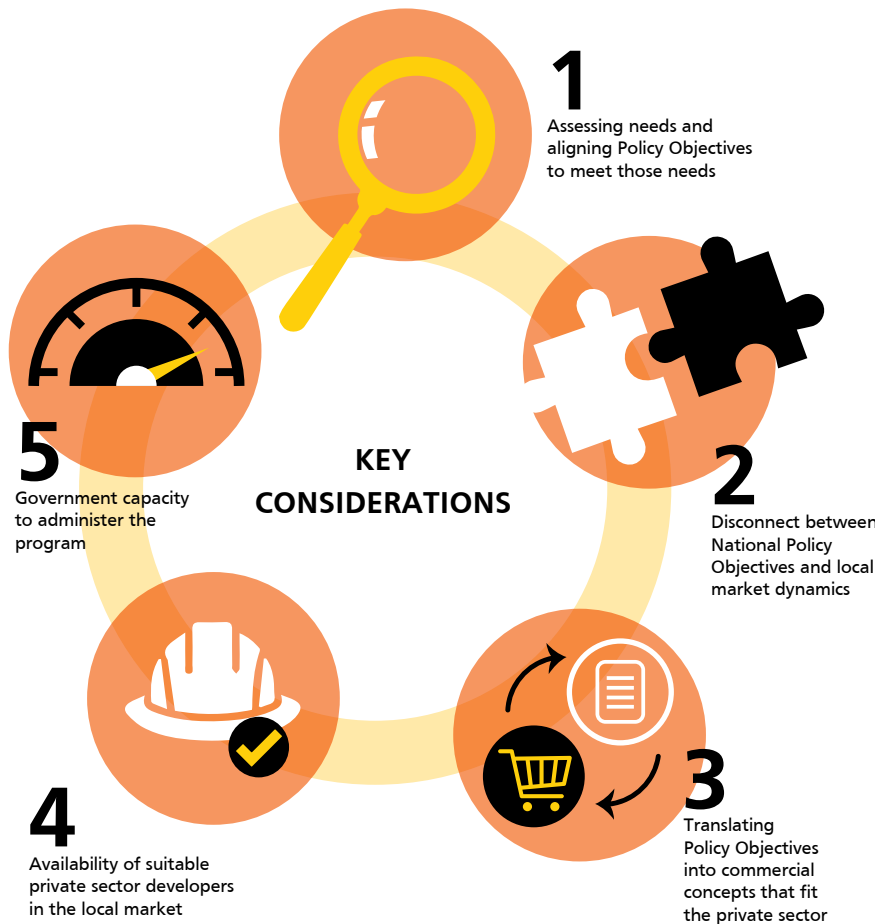 1
Assessing needs and
aligning Policy Objectives
to meet those needs
2
Disconnect between
National Policy
Objectives and local
market dynamics
3
Translating
Policy Objectives
into commercial
concepts that fit
the private sector
4
Availability of suitable
private sector developers
in the local market
5
Government capacity
to administer the
program
KEY
CONSIDERATIONS